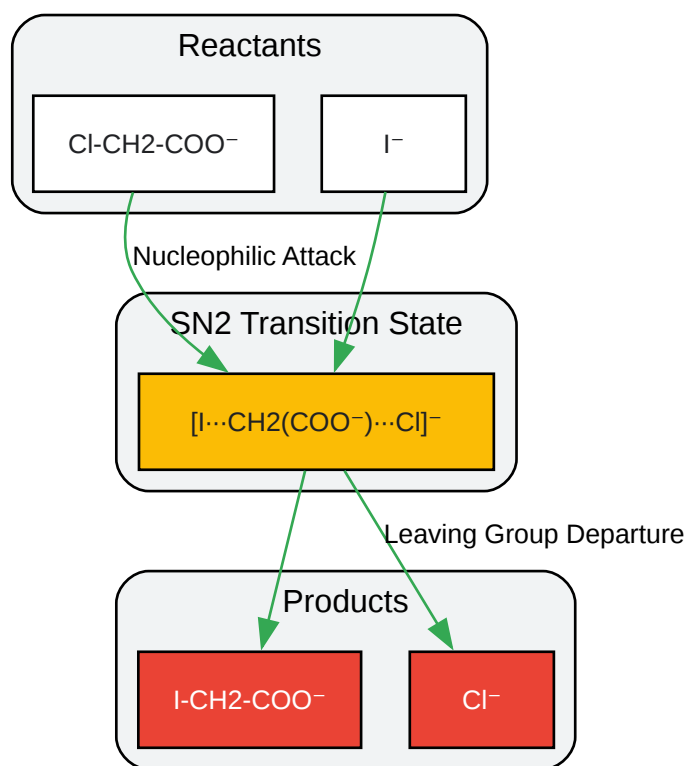 Reactants
Cl-CH2-COO⁻
I⁻
Nucleophilic Attack
SN2 Transition State
[I···CH2(COO⁻)···Cl]⁻
Leaving Group Departure
Products
I-CH2-COO⁻
Cl⁻